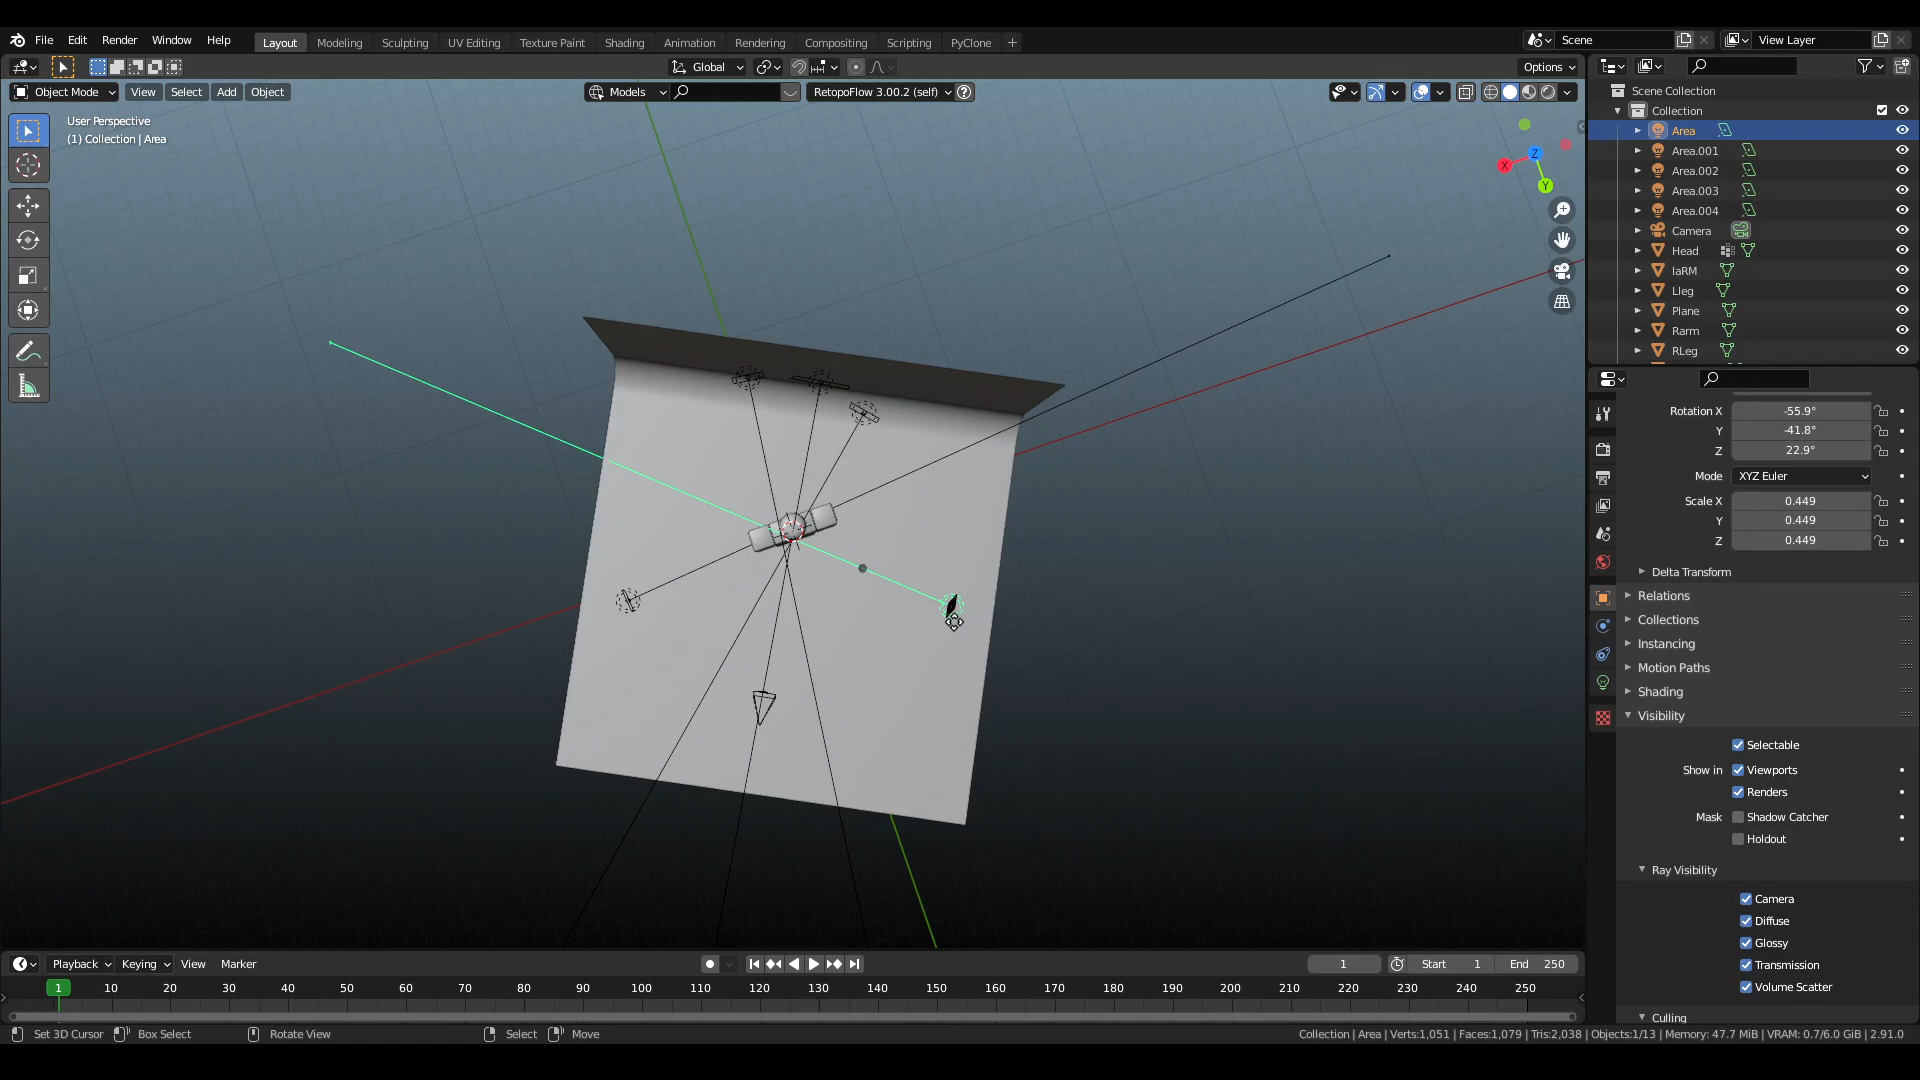 File Edit Render Window Help Layout Modeling Sculpting UV Editing Texture Paint Shading Animation Rendering Compositing Scripting PyClone Scene View Layer
Global Options
Object Mode View Select Add Object Models RetopoFlow 3.00.2 (self)
User Perspective
(1) Collection | Area
X
Y
Z
Scene Collection
Collection
Area
Area.001
Area.002
Area.003
Area.004
Camera
Head
laRM
Lleg
Plane
Rarm
RLeg
Rotation X -55.9°
Y -41.8°
Z 22.9°
Mode XYZ Euler
Scale X 0.449
Y 0.449
Z 0.449
Delta Transform
Relations
Collections
Instancing
Motion Paths
Shading
Visibility
Selectable
Show in Viewports
Renders
Mask Shadow Catcher
Holdout
Ray Visibility
Camera
Diffuse
Glossy
Transmission
Volume Scatter
Culling
Playback Keying View Marker 1 Start 1 End 250
1 10 20 30 40 50 60 70 80 90 100 110 120 130 140 150 160 170 180 190 200 210 220 230 240 250
Set 3D Cursor Box Select Rotate View Select Move Collection | Area | Verts:1,051 | Faces:1,079 | Tris:2,038 | Objects:1/13 | Memory: 47.7 MiB | VRAM: 0.7/6.0 GiB | 2.91.0